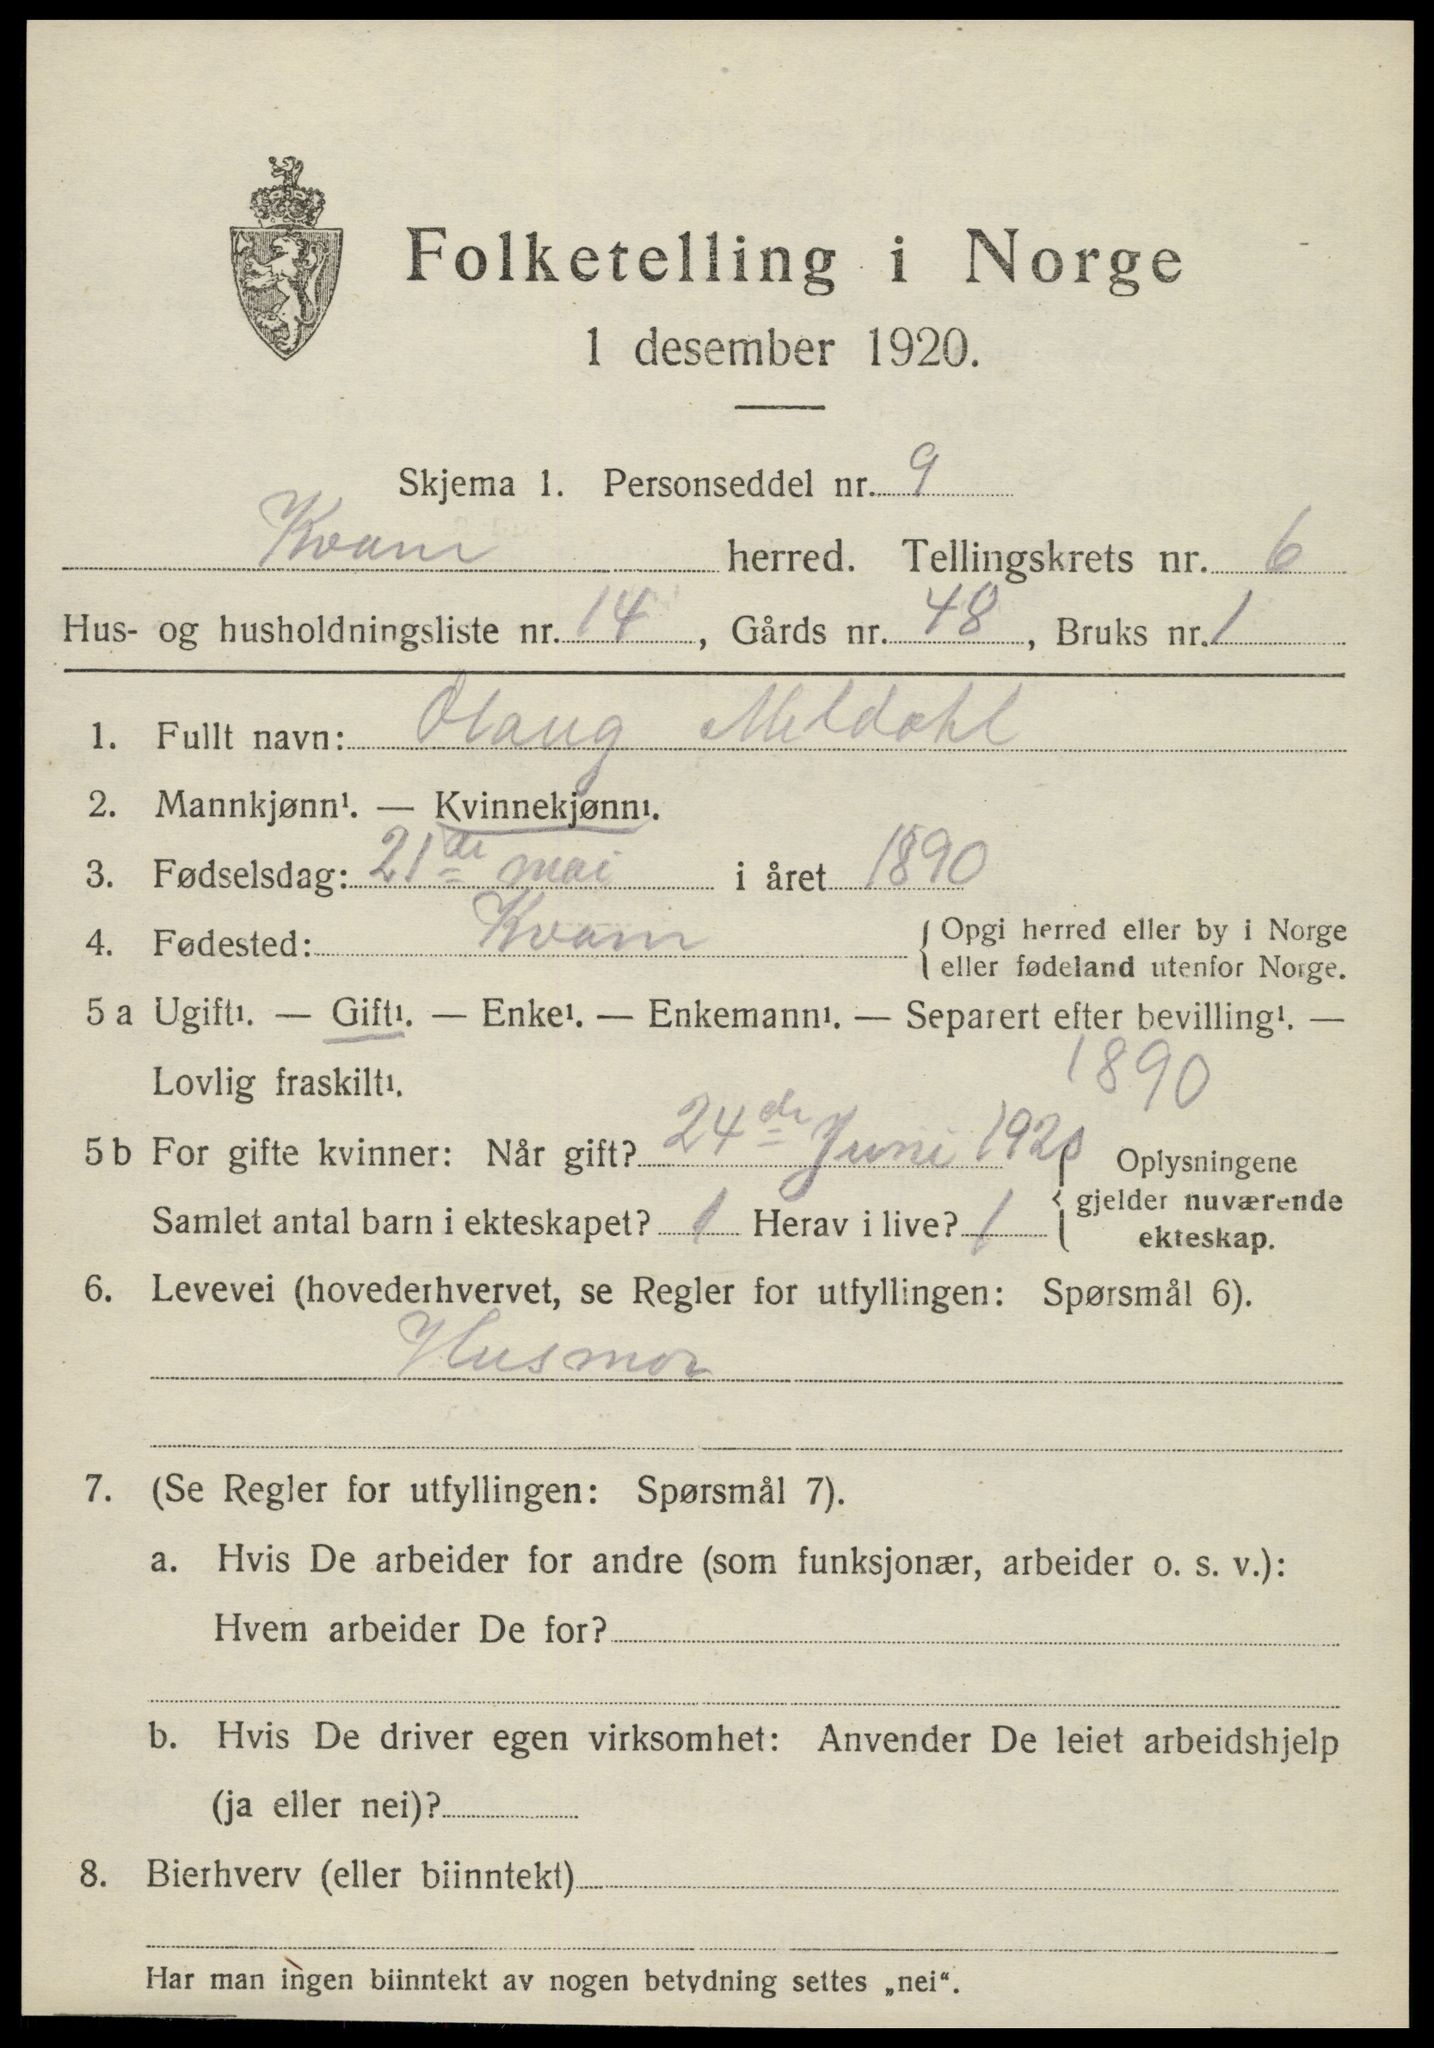 Folketelling i Norge
1 desember 1920.
Skjema 1. Personseddel nr. 9
Kvam herred. Tellingskrets nr. 6
Hus- og husholdningsliste nr. 14, Gårds nr. 48, Bruks nr. 1
1. Fullt navn: Olaug Meldahl
2. Mannkjønn¹. — Kvinnekjønn¹.
3. Fødselsdag: 21de mai i året 1890
4. Fødested: Kvam {Opgi herred eller by i Norge
eller fødeland utenfor Norge.
5 a Ugift¹. — Gift¹. — Enke¹. — Enkemann¹. — Separert efter bevilling¹. —
Lovlig fraskilt¹.
1890
5 b For gifte kvinner: Når gift? 24de Juni 1920
Samlet antal barn i ekteskapet? 1 Herav i live? 1
{Oplysningene
gjelder nuværende
ekteskap.
6. Levevei (hovederhvervet, se Regler for utfyllingen: Spørsmål 6).
Husmor
7. (Se Regler for utfyllingen: Spørsmål 7).
a. Hvis De arbeider for andre (som funksjonær, arbeider o. s. v.):
Hvem arbeider De for?
b. Hvis De driver egen virksomhet: Anvender De leiet arbeidshjelp
(ja eller nei)?
8. Bierhverv (eller biinntekt)
Har man ingen biinntekt av nogen betydning settes „nei“.